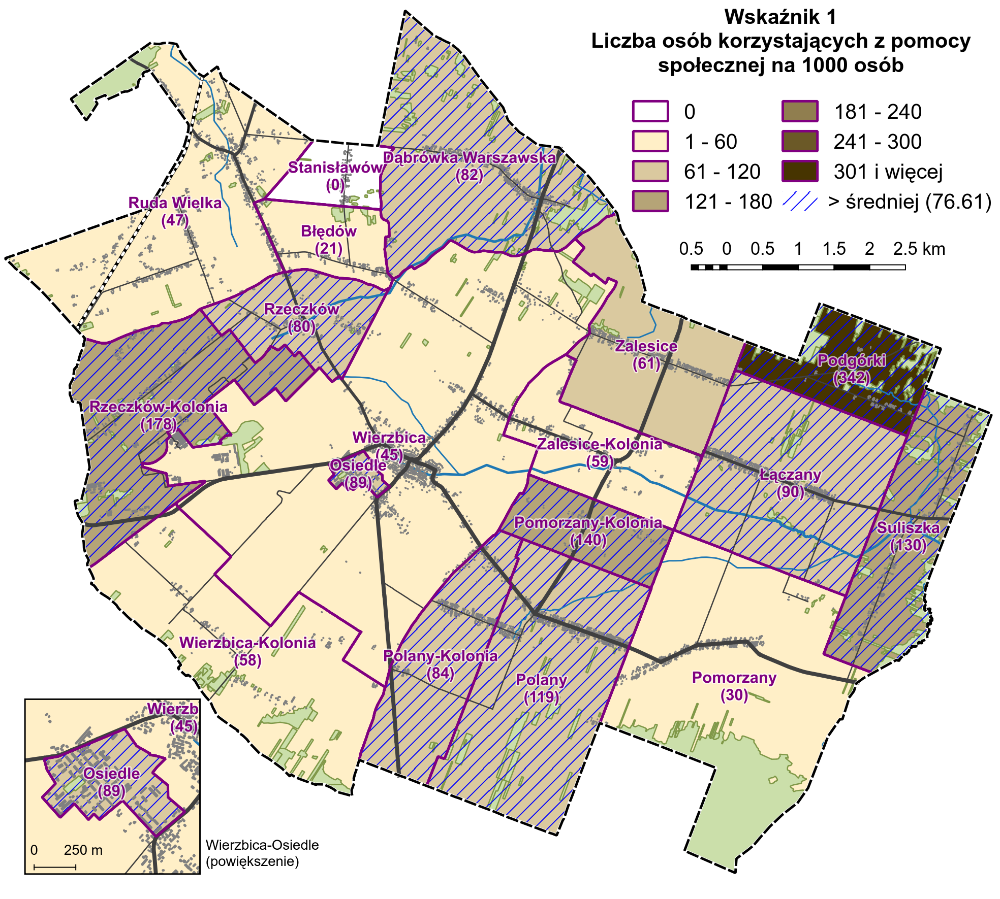 Wskaźnik 1
Liczba osób korzystających z pomocy
społecznej na 1000 osób
0
1 - 60
61 - 120
121 - 180
181 - 240
241 - 300
301 i więcej
> średniej (76.61)
0.5 0 0.5 1 1.5 2 2.5 km
Dąbrówka Warszawska
(82)
Stanisławów
(0)
Ruda Wielka
(47)
Błędów
(21)
Rzeczków
(80)
Zalesice
(61)
Podgórki
(342)
Rzeczków-Kolonia
(178)
Wierzbica
(45)
Osiedle
(89)
Zalesice-Kolonia
(59)
Łączany
(90)
Pomorzany-Kolonia
(140)
Suliszka
(130)
Wierzbica-Kolonia
(58)
Polany-Kolonia
(84)
Polany
(119)
Pomorzany
(30)
Wierzb
(45)
Osiedle
(89)
0 250 m
Wierzbica-Osiedle
(powiększenie)